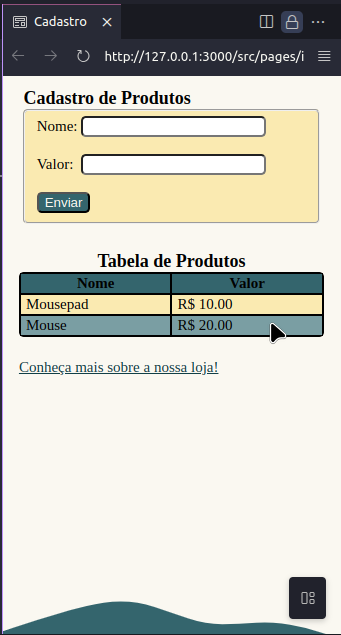 Cadastro
http://127.0.0.1:3000/src/pages/i
Cadastro de Produtos
Nome:
Valor:
Enviar
Tabela de Produtos
Nome Valor
Mousepad R$ 10.00
Mouse R$ 20.00
Conheça mais sobre a nossa loja!